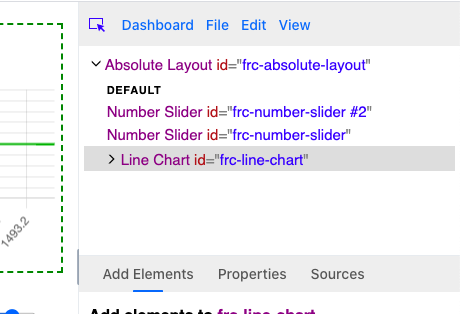 Dashboard File Edit View
Absolute Layout id="frc-absolute-layout"
DEFAULT
Number Slider id="frc-number-slider #2"
Number Slider id="frc-number-slider"
Line Chart id="frc-line-chart"
1493.2
Add Elements Properties Sources
Add elements to frc-line-chart